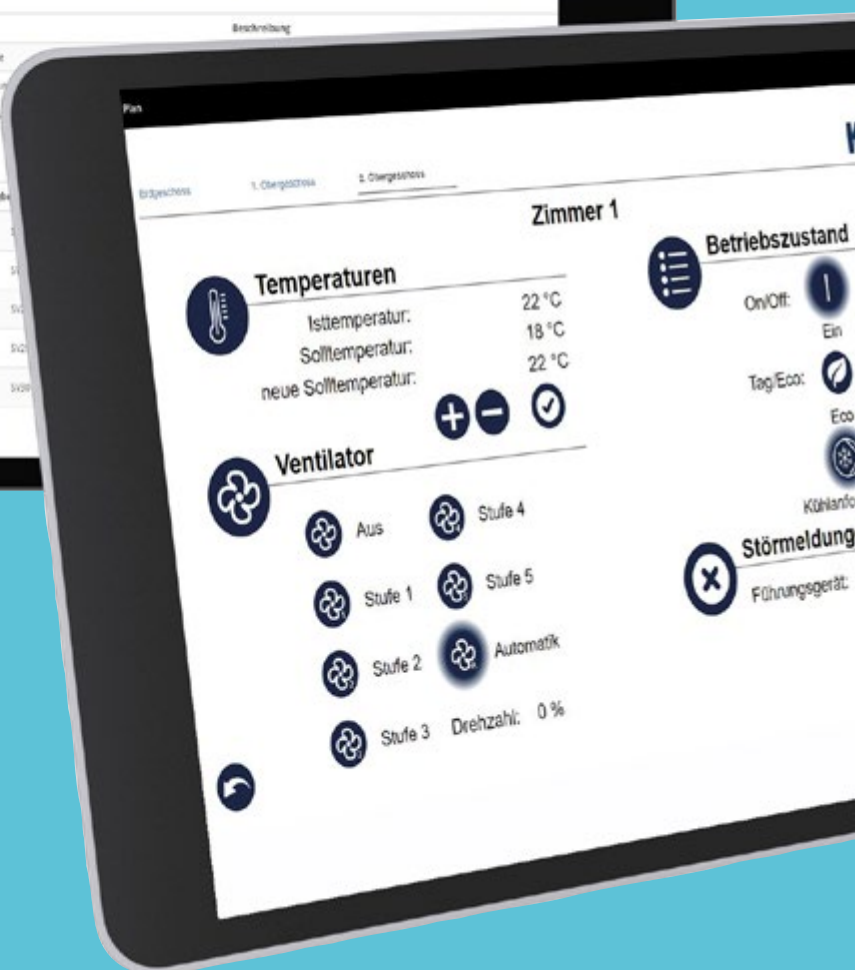 Beschreibung
Plan
Erdgeschoss 1. Obergeschoss 2. Obergeschoss
Zimmer 1
Temperaturen
Isttemperatur: 22 °C
Solltemperatur: 18 °C
neue Solltemperatur: 22 °C
Betriebszustand
On/Off:
Ein
Tag/Eco:
Eco
Kühlanfo
Ventilator
Aus Stufe 4
Stufe 1 Stufe 5
Stufe 2 Automatik
Stufe 3 Drehzahl: 0 %
Störmeldung
Führungsgerät: